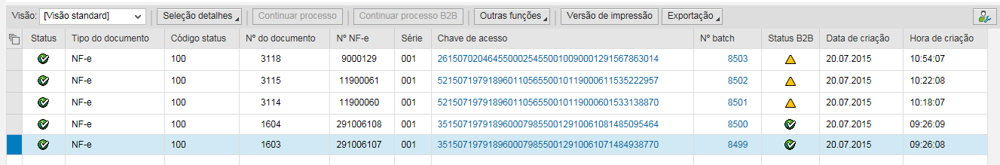 Visão: [Visão standard] Seleção detalhes Continuar processo Continuar processo B2B Outras funções Versão de impressão Exportação
Status Tipo do documento Código status Nº do documento Nº NF-e Série Chave de acesso Nº batch Status B2B Data de criação Hora de criação
NF-e 100 3118 9000129 001 26150702046455000254550010090001291567863014 8503 20.07.2015 10:54:07
NF-e 100 3115 11900061 001 52150719791896011056550010119000611535222957 8502 20.07.2015 10:22:08
NF-e 100 3114 11900060 001 52150719791896011056550010119000601533138870 8501 20.07.2015 10:18:07
NF-e 100 1604 291006108 001 35150719791896000798550012910061081485095464 8500 20.07.2015 09:26:09
NF-e 100 1603 291006107 001 35150719791896000798550012910061071484938770 8499 20.07.2015 09:26:08